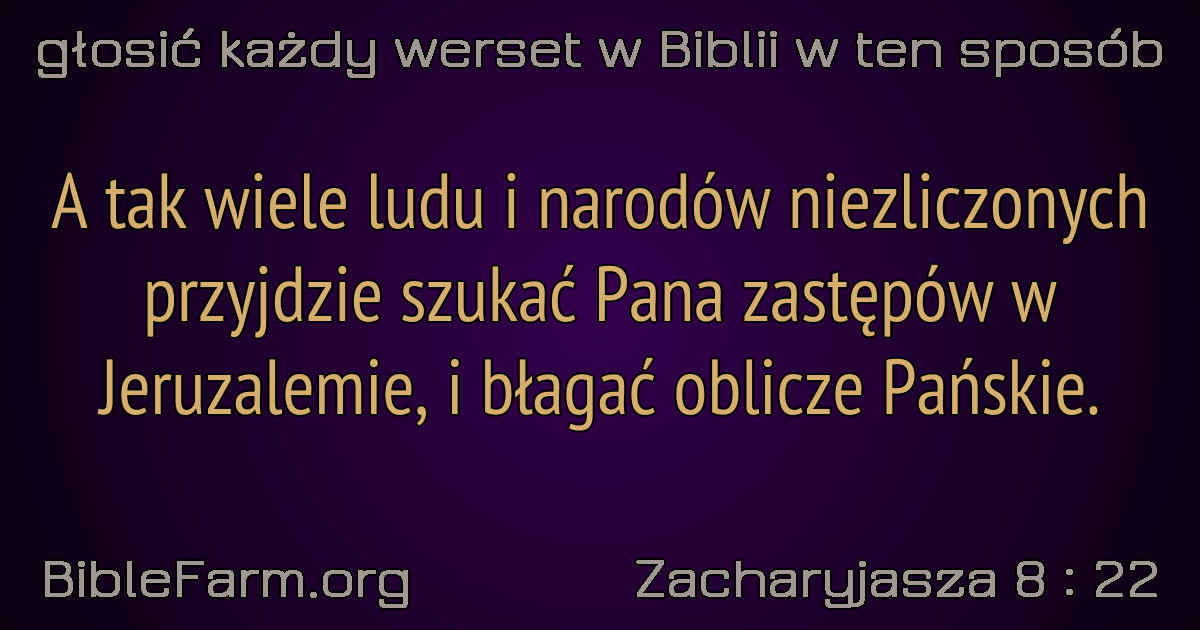 głosić każdy werset w Biblii w ten sposób
A tak wiele ludu i narodów niezliczonych
przyjdzie szukać Pana zastępów w
Jeruzalemie, i błagać oblicze Pańskie.
BibleFarm.org
Zacharyjasza 8 : 22